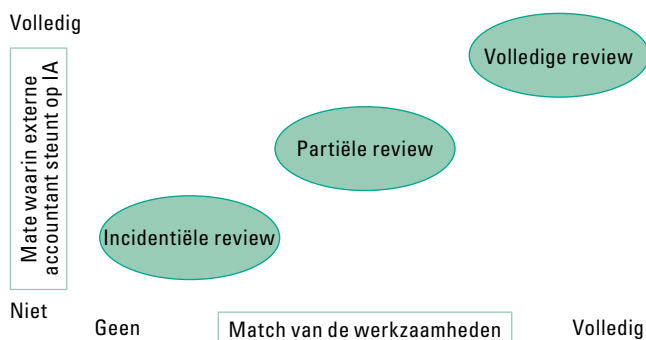 Volledig
Volledige review
Mate waarin externe
accountant steunt op IA
Partiële review
Incidentiële review
Niet
Geen
Match van de werkzaamheden
Volledig